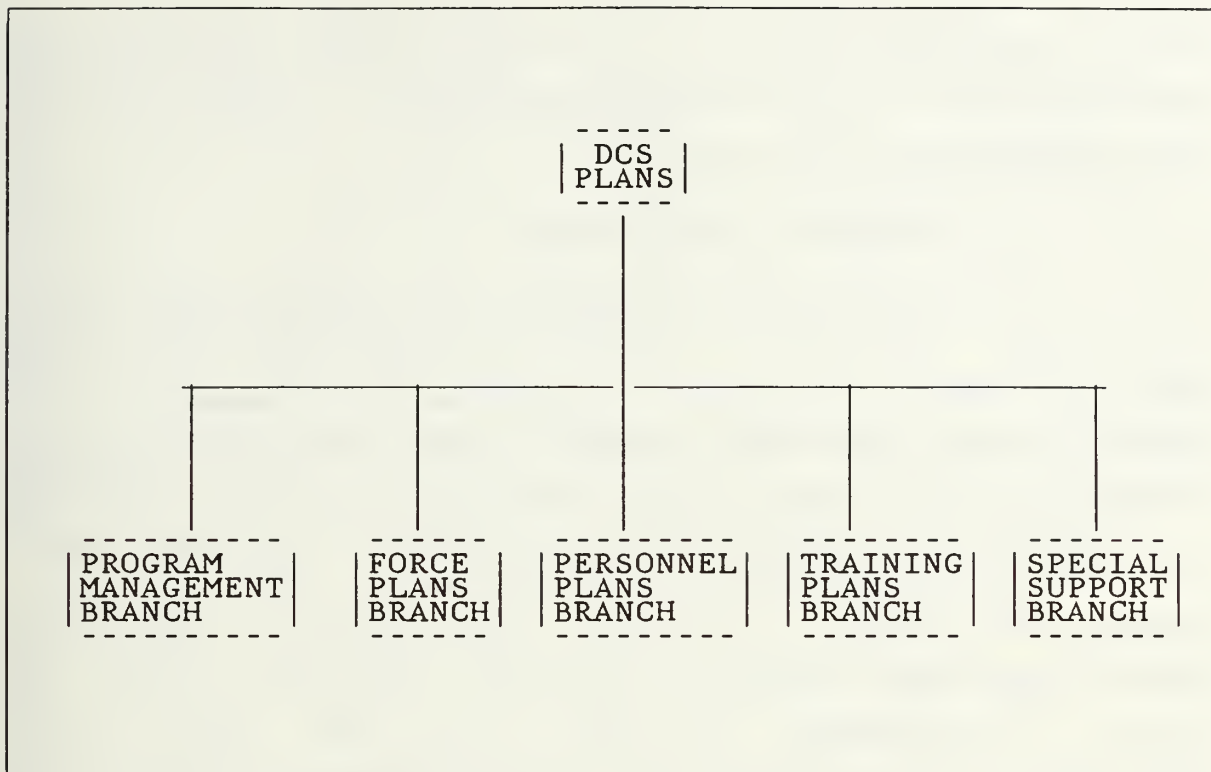 DCS
PLANS
PROGRAM
MANAGEMENT
BRANCH
FORCE
PLANS
BRANCH
PERSONNEL
PLANS
BRANCH
TRAINING
PLANS
BRANCH
SPECIAL
SUPPORT
BRANCH